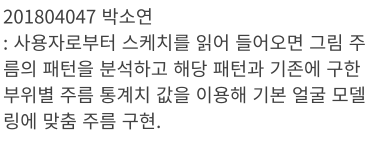 201804047 박소연
: 사용자로부터 스케치를 읽어 들어오면 그림 주
름의 패턴을 분석하고 해당 패턴과 기존에 구한
부위별 주름 통계치 값을 이용해 기본 얼굴 모델
링에 맞춤 주름 구현.